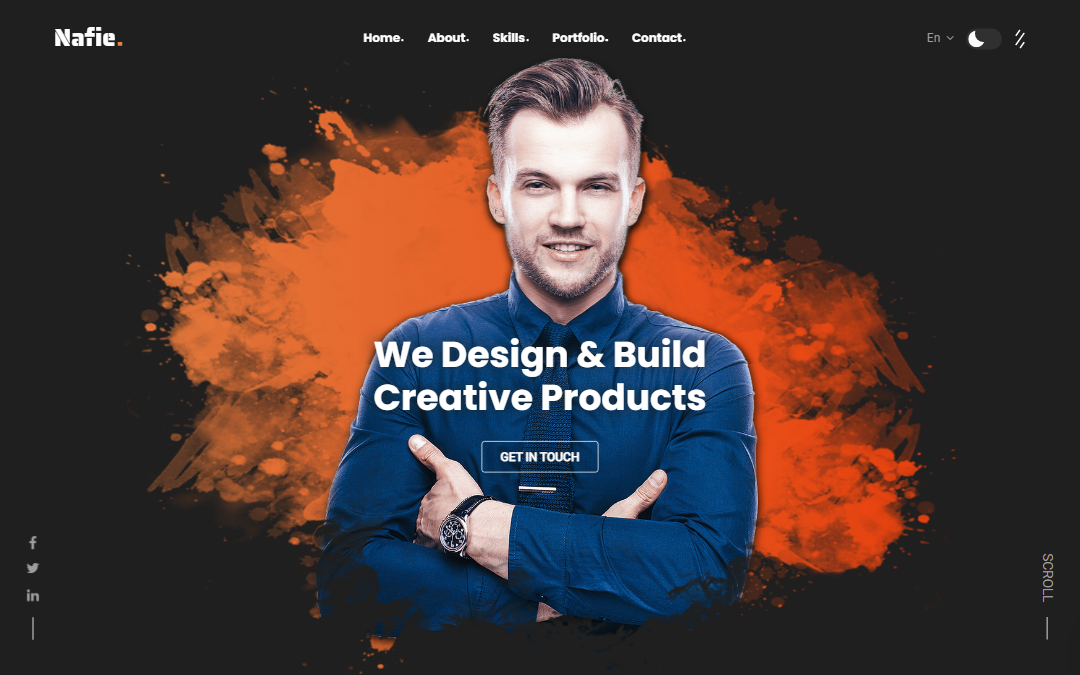 Nafie.
Home.
About.
Skills.
Portfolio.
Contact.
En
We Design & Build
Creative Products
GET IN TOUCH
SCROLL